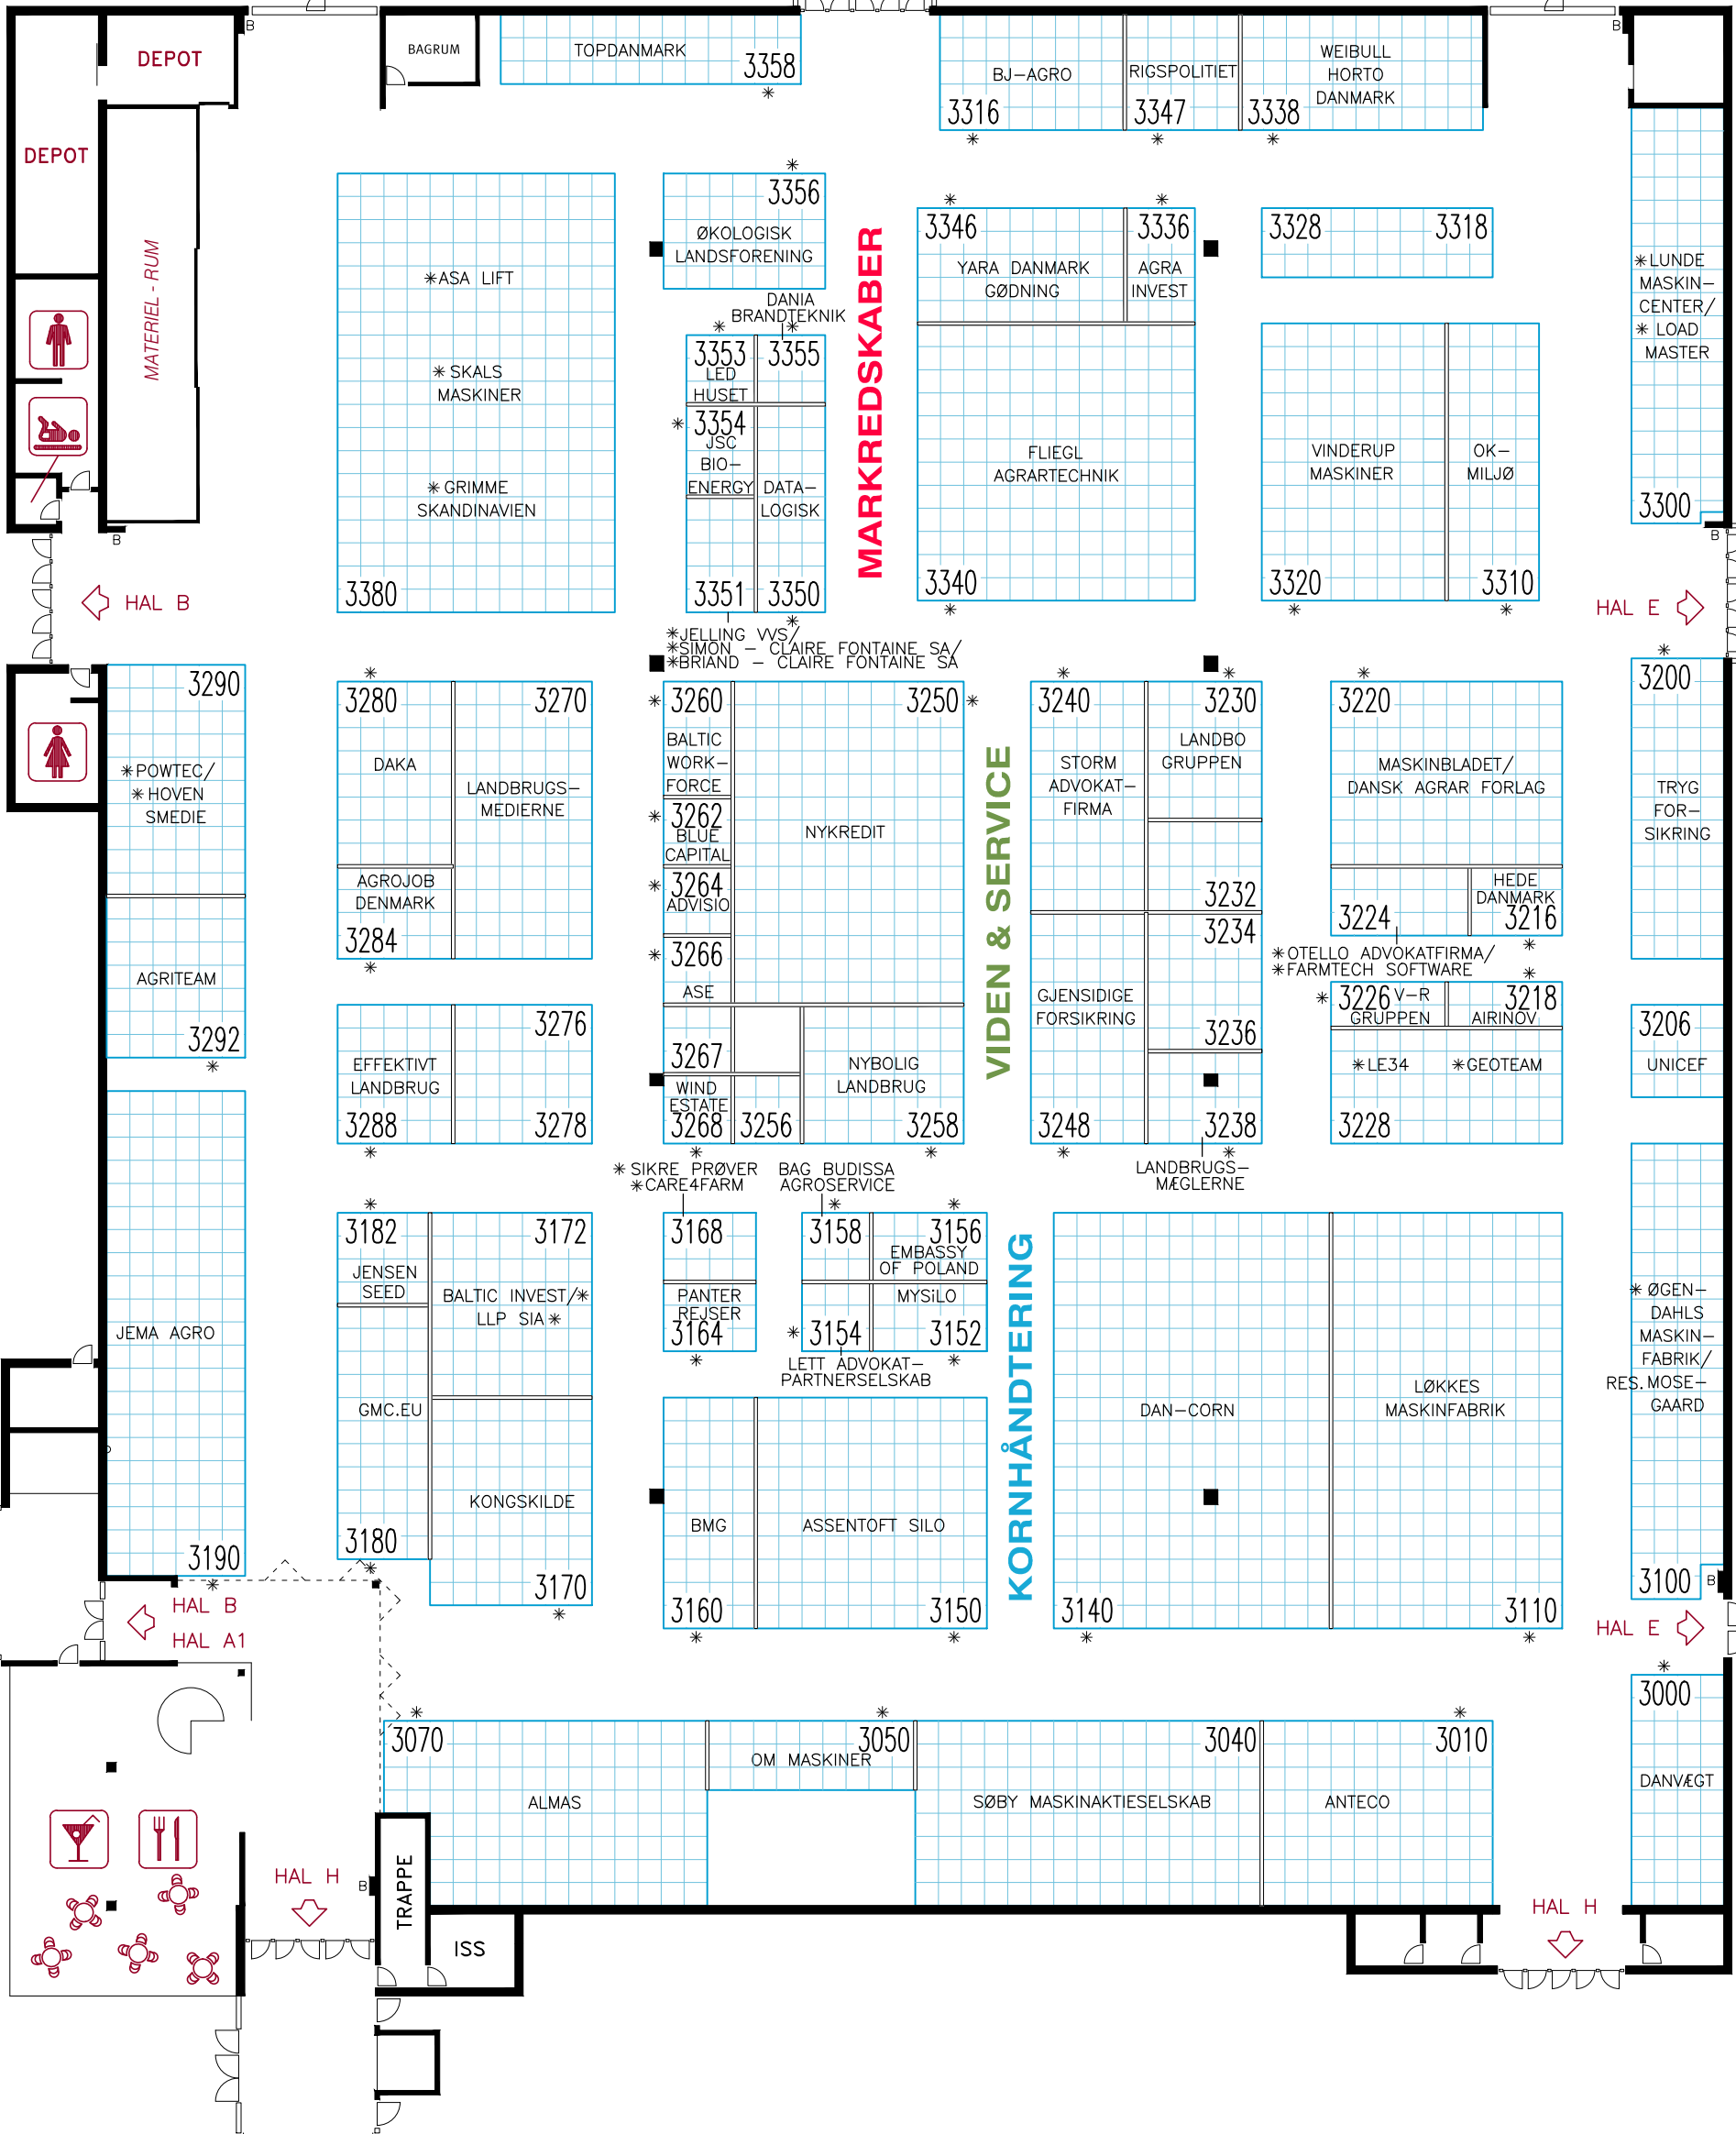 B
B
DEPOT
BAGRUM
TOPDANMARK
3358
*
BJ-AGRO
3316
*
RIGSPOLITIET
3347
*
WEIBULL
HORTO
DANMARK
3338
*
DEPOT
MATERIEL - RUM
*ASA LIFT
* SKALS
MASKINER
* GRIMME
SKANDINAVIEN
3380
*
3356
ØKOLOGISK
LANDSFORENING
DANIA
BRANDTEKNIK
*
*
3353
LED
HUSET
3355
*
3354
JSC
BIO-
ENERGY
DATA-
LOGISK
3351
3350
*
*JELLING VVS/
*SIMON - CLAIRE FONTAINE SA/
*BRIAND - CLAIRE FONTAINE SA
MARKREDSKABER
*
3346
YARA DANMARK
GØDNING
*
3336
AGRA
INVEST
FLIEGL
AGRARTECHNIK
3340
*
3328
3318
VINDERUP
MASKINER
3320
*
OK-
MILJØ
3310
*
*LUNDE
MASKIN-
CENTER/
* LOAD
MASTER
3300
B
B
HAL B
HAL E
3290
*POWTEC/
*HOVEN
SMEDIE
AGRITEAM
3292
*
*
3280
DAKA
3270
LANDBRUGS-
MEDIERNE
AGROJOB
DENMARK
3284
*
3276
EFFEKTIVT
LANDBRUG
3288
*
3278
*
3260
BALTIC
WORK-
FORCE
*
3262
BLUE
CAPITAL
*
3264
ADVISIO
*
3266
ASE
3250
*
NYKREDIT
3267
WIND
ESTATE
3268
*
3256
NYBOLIG
LANDBRUG
3258
*
VIDEN & SERVICE
*
3240
STORM
ADVOKAT-
FIRMA
*
3230
LANDBO
GRUPPEN
3232
3234
GJENSIDIGE
FORSIKRING
3236
3248
*
3238
*
LANDBRUGS-
MÆGLERNE
*
3220
MASKINBLADET/
DANSK AGRAR FORLAG
HEDE
DANMARK
3224
3216
*
*OTELLO ADVOKATFIRMA/
*FARMTECH SOFTWARE
*
*
3226 V-R
GRUPPEN
3218
AIRINOV
*LE34
*GEOTEAM
3228
*
3200
TRYG
FOR-
SIKRING
3206
UNICEF
JEMA AGRO
3190
*
*
3182
JENSEN
SEED
3172
BALTIC INVEST/*
LLP SIA*
GMC.EU
3180
*
KONGSKILDE
3170
*
* SIKRE PRØVER
*CARE4FARM
3168
PANTER
REJSER
3164
*
BAG BUDISSA
AGROSERVICE
*
3158
*
3156
EMBASSY
OF POLAND
MYSiLO
*
3154
3152
*
LETT ADVOKAT-
PARTNERSELSKAB
BMG
3160
*
ASSENTOFT SILO
3150
*
KORNHÅNDTERING
DAN-CORN
3140
*
LØKKES
MASKINFABRIK
3110
*
* ØGEN-
DAHLS
MASKIN-
FABRIK/
RES. MOSE-
GAARD
3100
B
HAL B
HAL A1
HAL E
*
3070
ALMAS
*
3050
OM MASKINER
3040
SØBY MASKINAKTIESELSKAB
*
3010
ANTECO
*
3000
DANVÆGT
HAL H
B
TRAPPE
ISS
HAL H